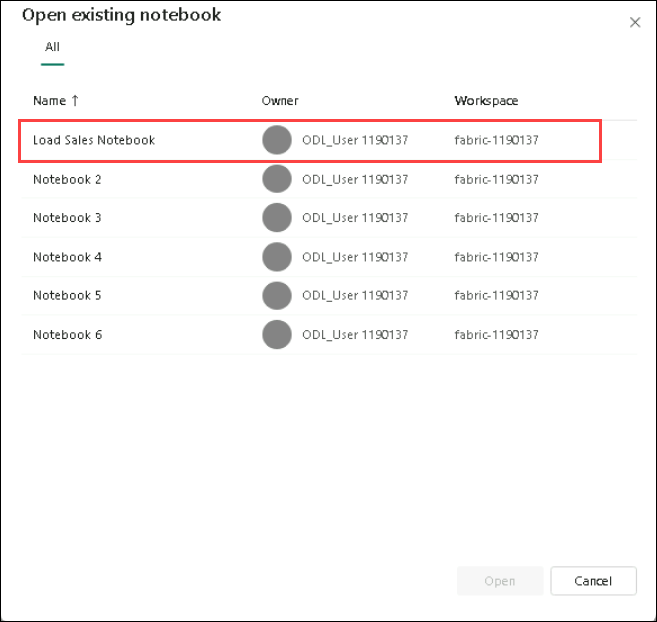 Open existing notebook
All
Name ↑ Owner Workspace
Load Sales Notebook ODL_User 1190137 fabric-1190137
Notebook 2 ODL_User 1190137 fabric-1190137
Notebook 3 ODL_User 1190137 fabric-1190137
Notebook 4 ODL_User 1190137 fabric-1190137
Notebook 5 ODL_User 1190137 fabric-1190137
Notebook 6 ODL_User 1190137 fabric-1190137
Open Cancel